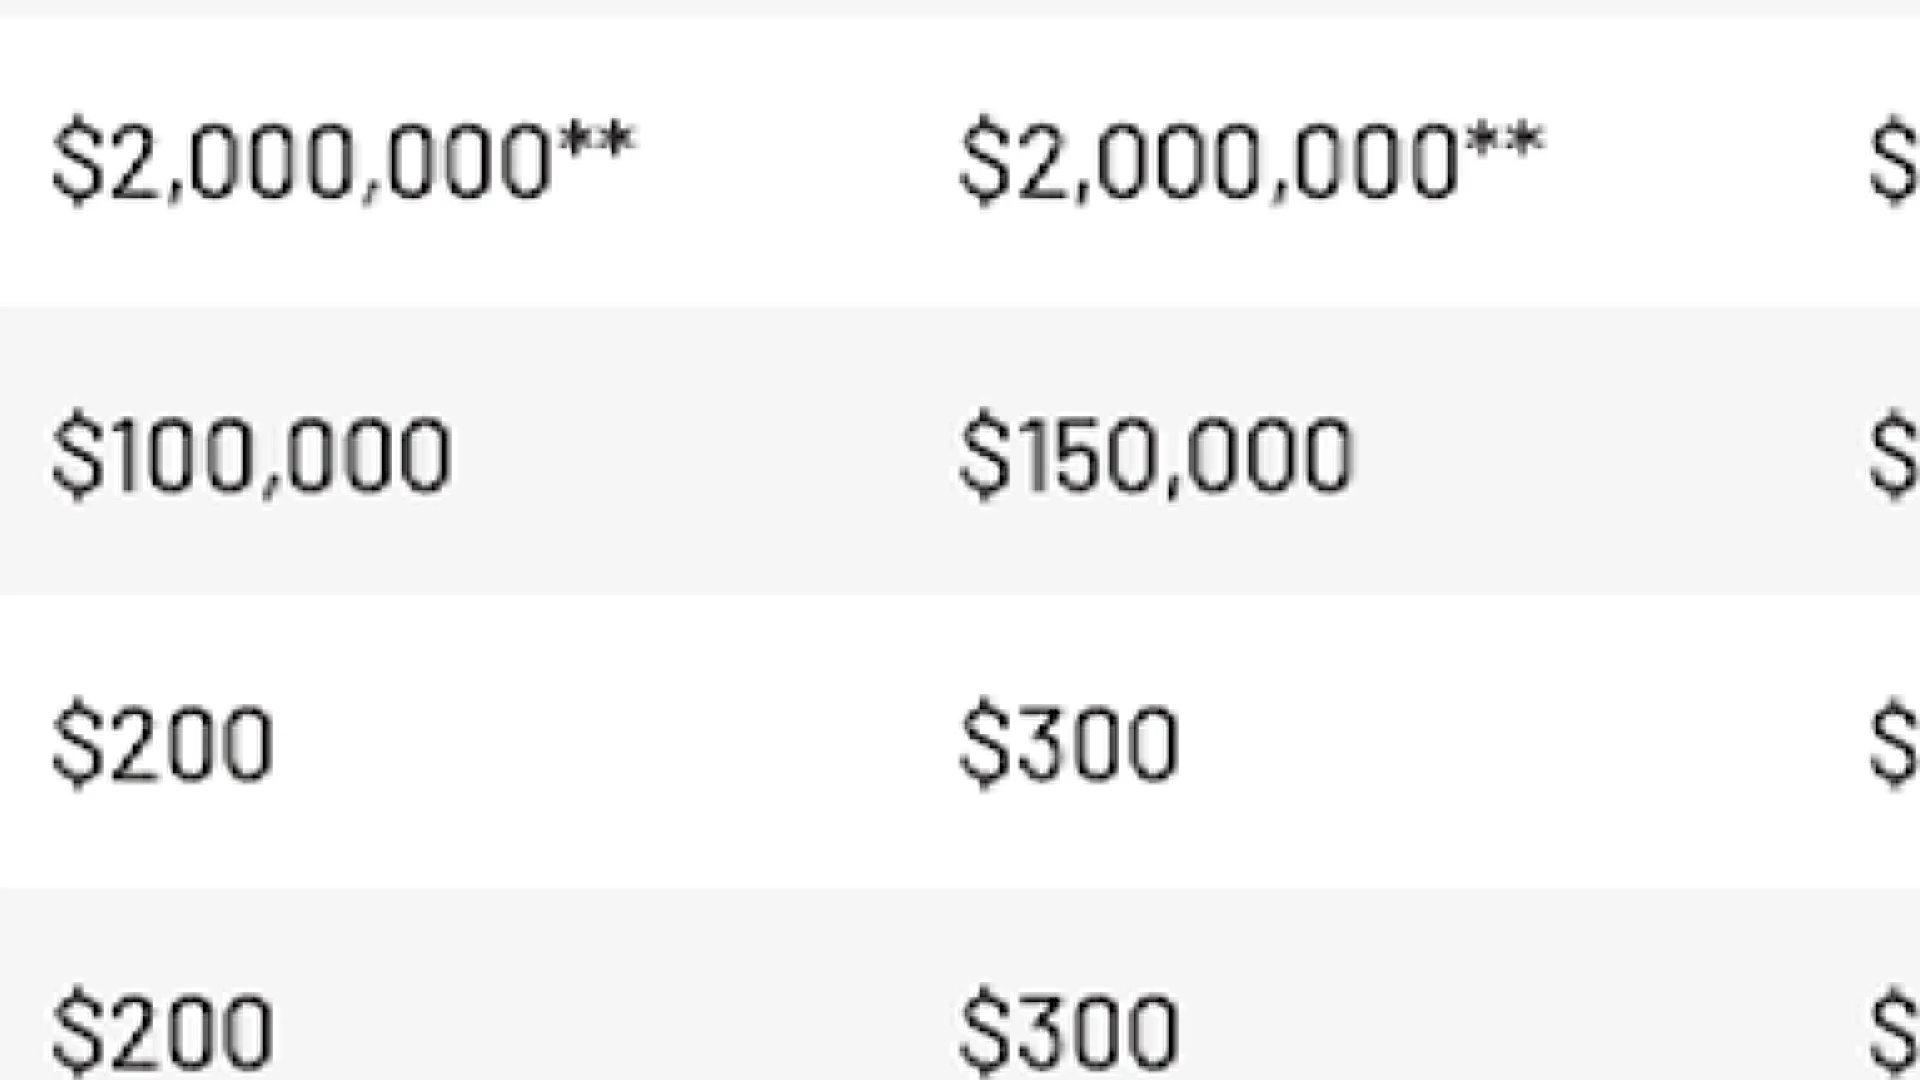 $2,000,000** $2,000,000** $
$100,000 $150,000 $
$200 $300 $
$200 $300 $